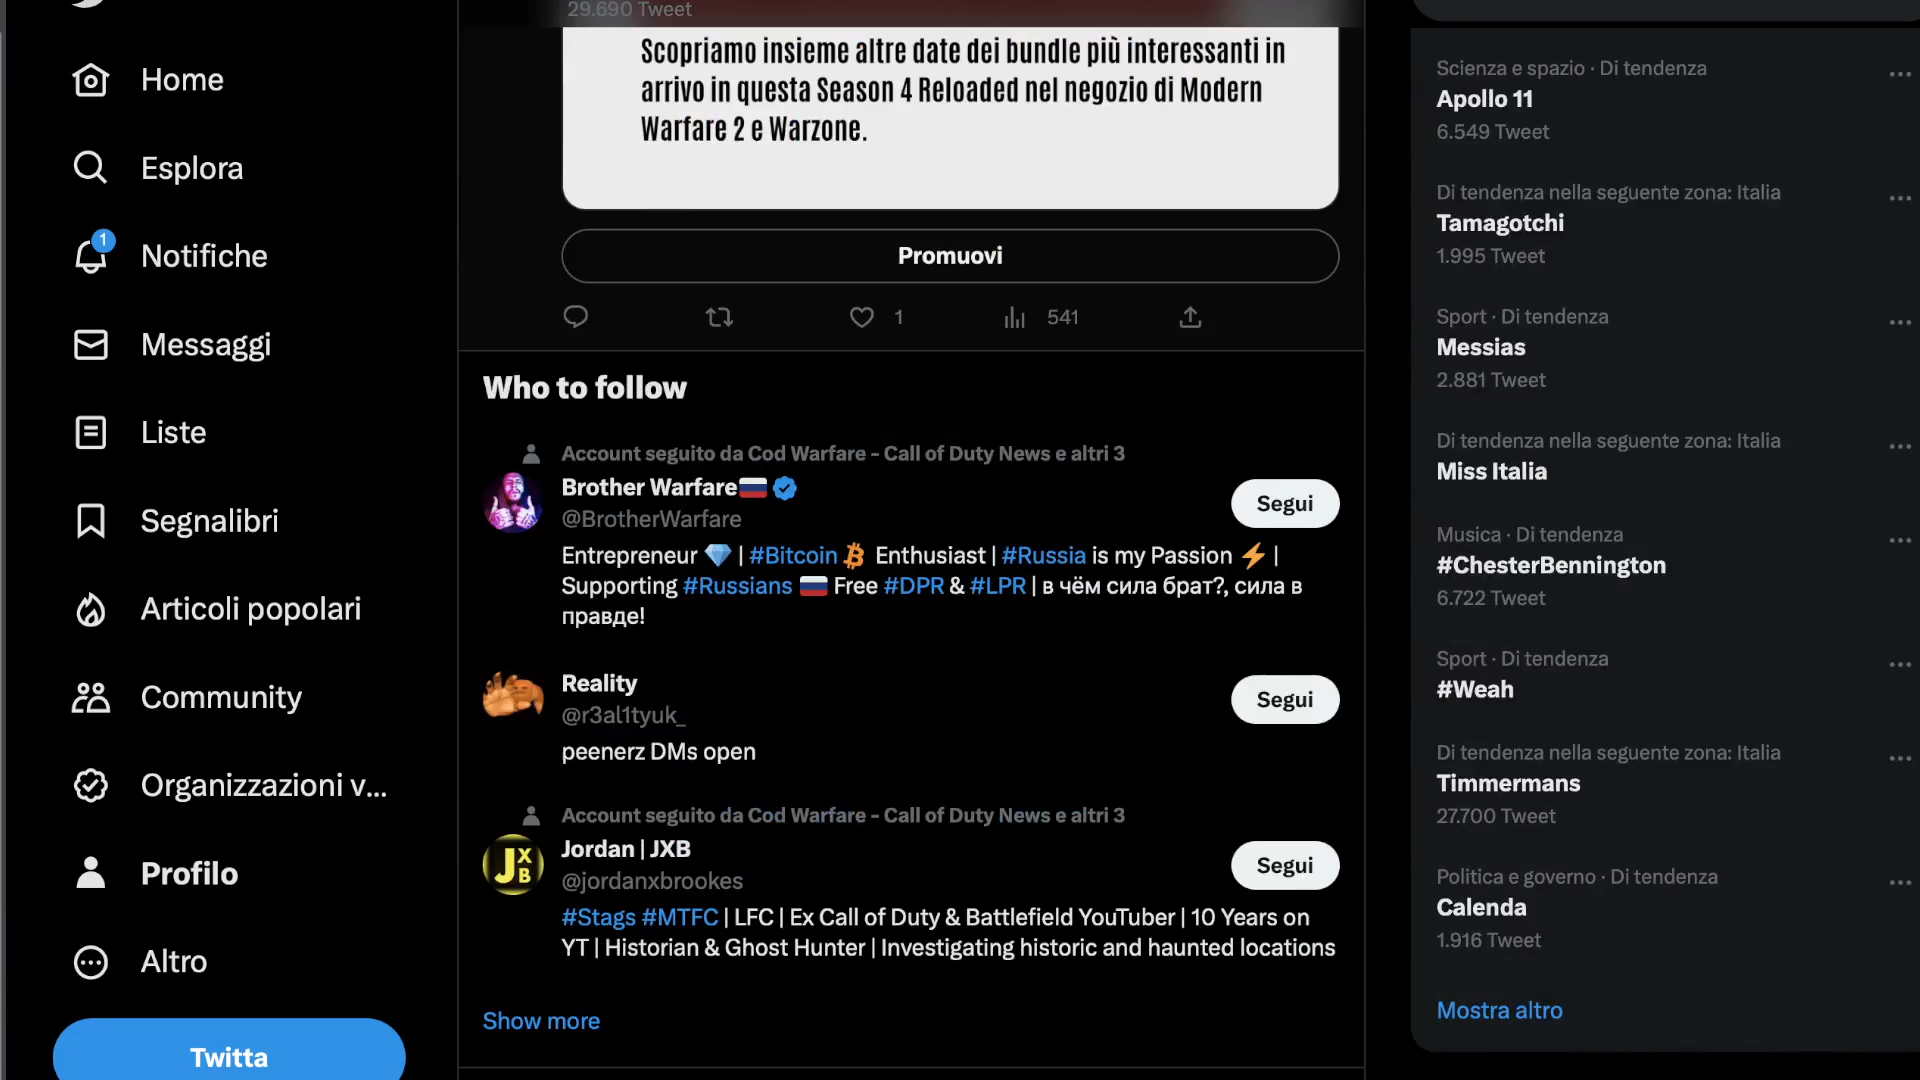 Home
Esplora
1
Notifiche
Messaggi
Liste
Segnalibri
Articoli popolari
Community
Organizzazioni v...
Profilo
Altro
Twitta
29.690 Tweet
Scopriamo insieme altre date dei bundle più interessanti in
arrivo in questa Season 4 Reloaded nel negozio di Modern
Warfare 2 e Warzone.
Promuovi
1
541
Who to follow
Account seguito da Cod Warfare - Call of Duty News e altri 3
Brother Warfare🇷🇺
@BrotherWarfare
Segui
Entrepreneur 💎 | #Bitcoin ₿ Enthusiast | #Russia is my Passion ⚡ |
Supporting #Russians 🇷🇺 Free #DPR & #LPR | в чём сила брат?, сила в
правде!
Reality
@r3al1tyuk_
Segui
peenerz DMs open
Account seguito da Cod Warfare - Call of Duty News e altri 3
JXB
Jordan | JXB
@jordanxbrookes
Segui
#Stags #MTFC | LFC | Ex Call of Duty & Battlefield YouTuber | 10 Years on
YT | Historian & Ghost Hunter | Investigating historic and haunted locations
Show more
Scienza e spazio · Di tendenza
Apollo 11
6.549 Tweet
Di tendenza nella seguente zona: Italia
Tamagotchi
1.995 Tweet
Sport · Di tendenza
Messias
2.881 Tweet
Di tendenza nella seguente zona: Italia
Miss Italia
Musica · Di tendenza
#ChesterBennington
6.722 Tweet
Sport · Di tendenza
#Weah
Di tendenza nella seguente zona: Italia
Timmermans
27.700 Tweet
Politica e governo · Di tendenza
Calenda
1.916 Tweet
Mostra altro